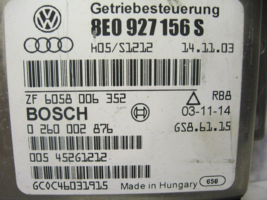 Getriebesteuerung
8E0 927 156 S
H05/S1212 14.11.03
ZF 6058 006 352 RB8
BOSCH 03-11-14
0 260 002 876 GS8.61.15
005 45261212
GC0C46031915 Made in Hungary 658